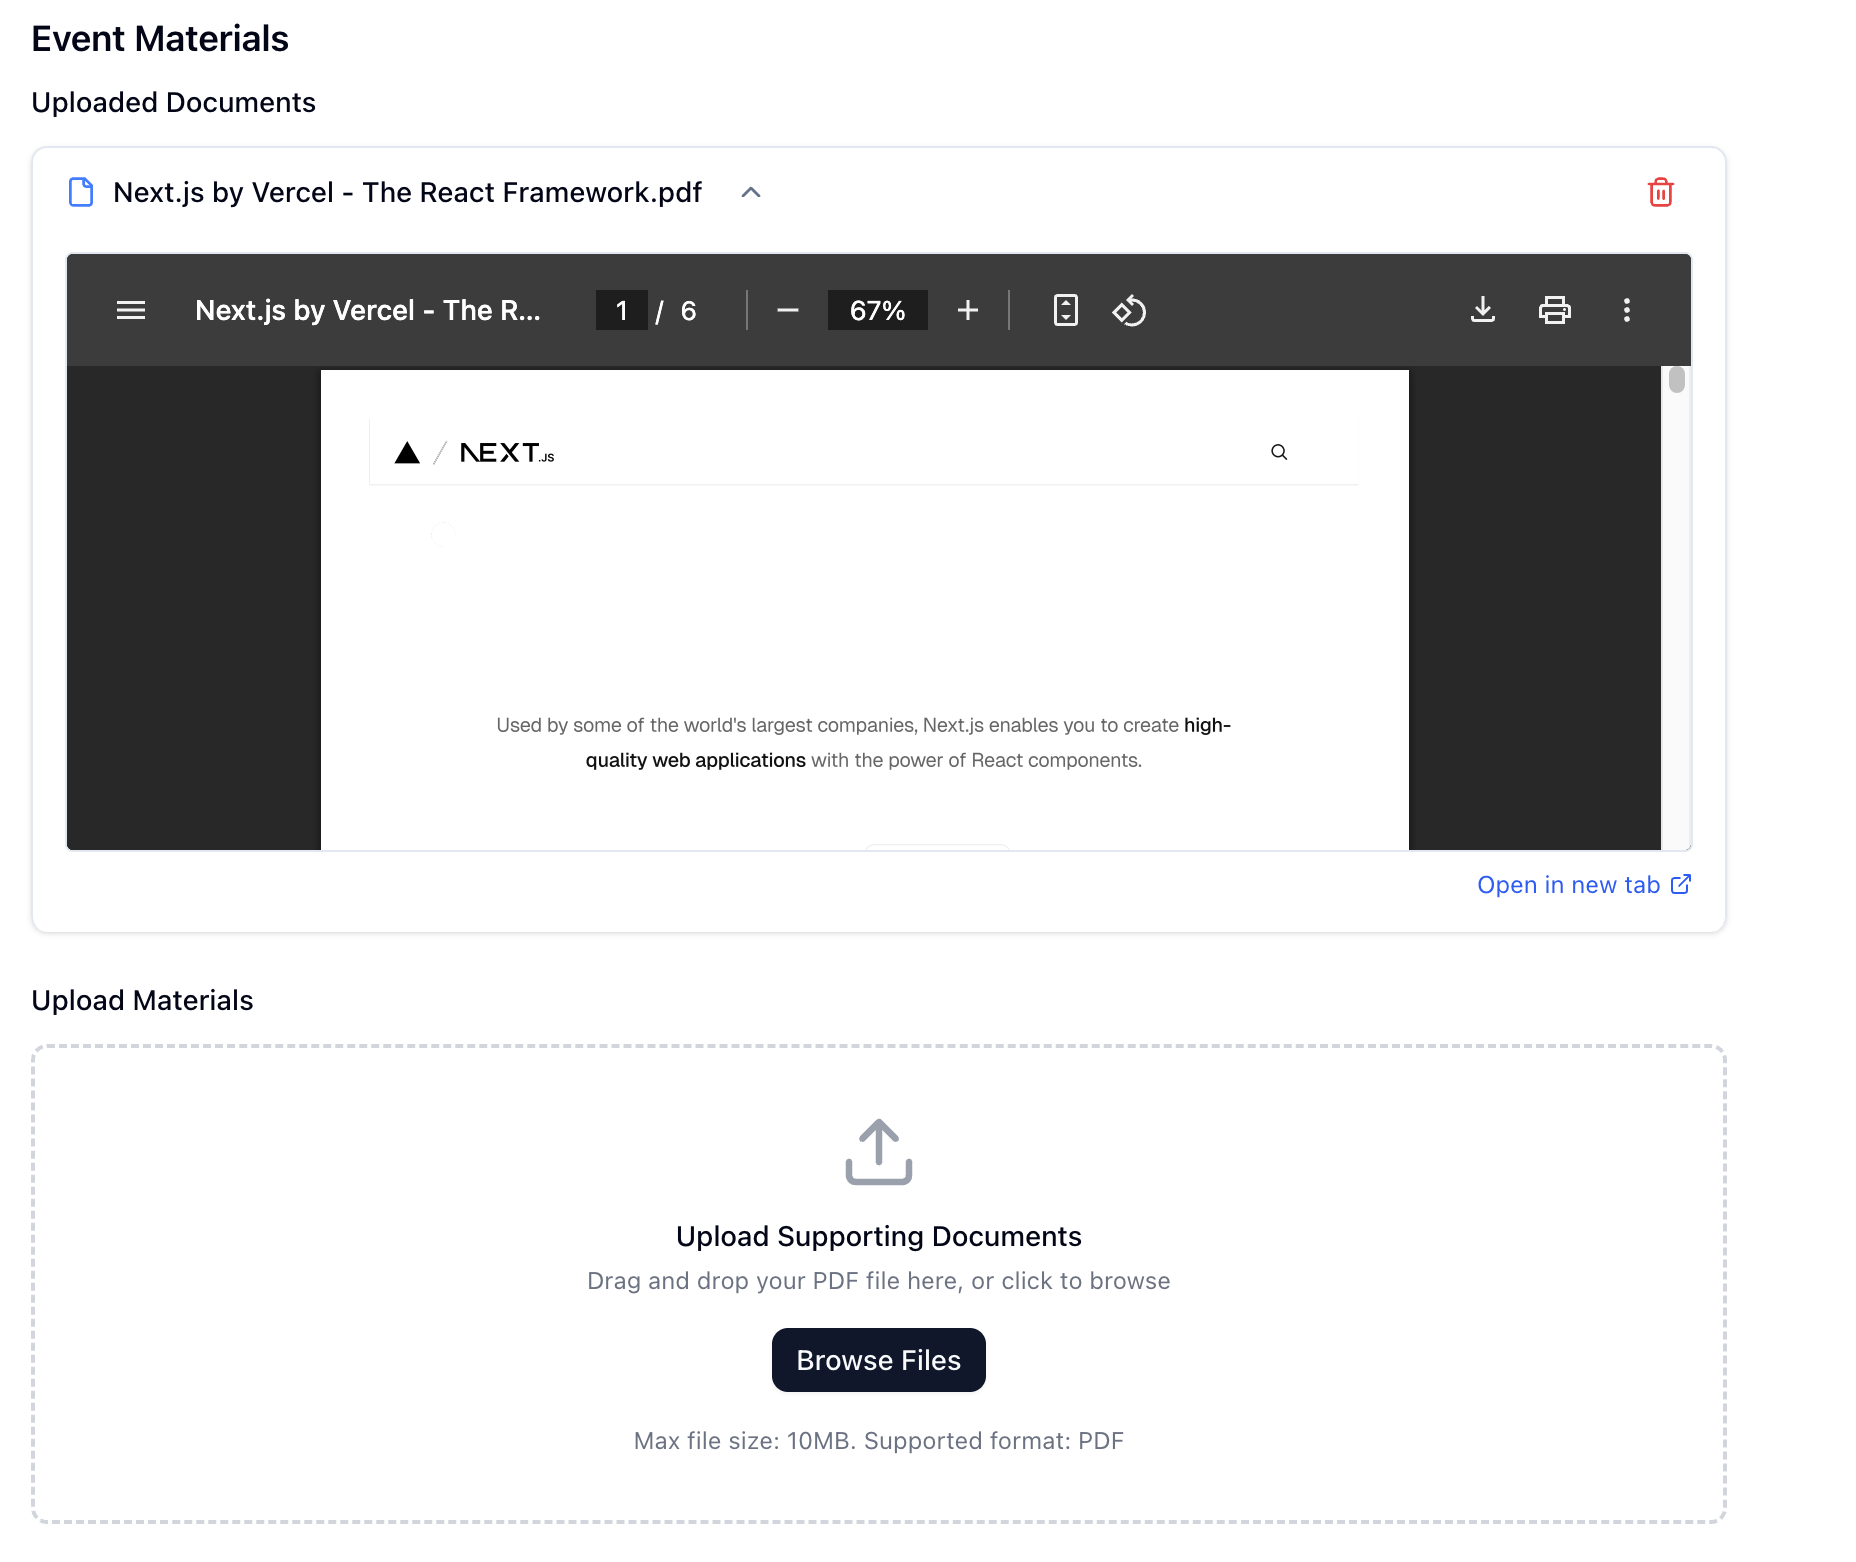 Event Materials
Uploaded Documents
Next.js by Vercel - The React Framework.pdf
Next.js by Vercel - The R... 1 / 6 67%
NEXT.JS
Used by some of the world's largest companies, Next.js enables you to create high-
quality web applications with the power of React components.
Open in new tab
Upload Materials
Upload Supporting Documents
Drag and drop your PDF file here, or click to browse
Browse Files
Max file size: 10MB. Supported format: PDF